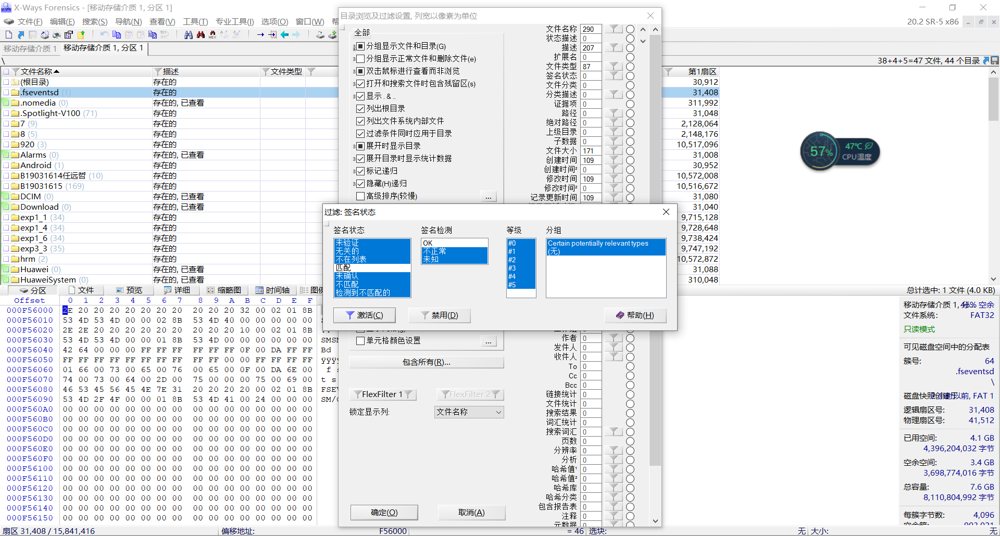 X-Ways Forensics - [移动存储介质 1, 分区 1]
文件(F) 编辑(E) 搜索(S) 导航(N) 查看(V) 工具(T) 专业工具(I) 选项(O) 窗口(W) 帮
20.2 SR-5 x86
移动存储介质 1 移动存储介质 1, 分区 1
\
38+4+5=47 文件, 44 个目录
文件名称 描述 文件类型 第1扇区
(根目录) 存在的 30,912
.fseventsd (1) 存在的 31,408
.nomedia (0) 存在的, 已查看 311,992
.Spotlight-V100 (71) 存在的 31,048
7 (9) 存在的 2,128,064
8 (5) 存在的 2,148,176
920 (3) 存在的 10,517,096
Alarms (0) 存在的, 已查看 31,008
Android (1) 存在的 30,952
B19031614任远哲 (10) 存在的 10,572,008
B19031615 (169) 存在的 10,516,672
DCIM (0) 存在的, 已查看 31,080
Download (0) 存在的, 已查看 31,040
exp1_1 (34) 存在的 9,715,128
exp1_4 (34) 存在的 9,728,648
exp1_6 (34) 存在的 9,738,424
exp3_3 (35) 存在的 9,747,192
hrm (2) 存在的 10,572,872
Huawei (0) 存在的, 已查看 31,088
HuaweiSystem (0) 存在的, 已查看 310,048
57% 47℃
CPU温度
分区 文件 预览 详细 缩略图 时间轴 图例
总计选中: 1 文件 (4.0 KB)
Offset 0 1 2 3 4 5 6 7 8 9 A B C D E F
000F56000 2E 20 20 20 20 20 20 20 20 20 20 32 00 02 01 8B
000F56010 53 4D 53 4D 00 00 02 8B 53 4D 40 00 00 00 00 00
000F56020 2E 2E 20 20 20 20 20 20 20 20 20 10 00 02 01 8B ..
000F56030 53 4D 53 4D 00 00 01 8B 53 4D 00 00 00 00 00 00 SMSM
000F56040 42 64 00 00 00 FF FF FF FF FF FF 0F 00 DA FF FF Bd
000F56050 FF FF FF FF FF FF FF FF FF FF 00 00 FF FF FF FF ÿÿÿÿ
000F56060 01 66 00 73 00 65 00 76 00 65 00 0F 00 DA 6E 00 f s
000F56070 74 00 73 00 64 00 2D 00 75 00 00 00 75 00 69 00 t s
000F56080 46 53 45 56 45 4E 7E 31 20 20 20 20 00 02 01 8B FSEV
000F56090 53 4D 2F 4F 00 00 01 8B 53 4D 41 00 24 00 00 00 SM/O
000F560A0 00 00 00 00 00 00 00 00 00 00 00 00 00 00 00 00
000F560B0 00 00 00 00 00 00 00 00 00 00 00 00 00 00 00 00
000F560C0 00 00 00 00 00 00 00 00 00 00 00 00 00 00 00 00
000F560D0 00 00 00 00 00 00 00 00 00 00 00 00 00 00 00 00
000F560E0 00 00 00 00 00 00 00 00 00 00 00 00 00 00 00 00
000F560F0 00 00 00 00 00 00 00 00 00 00 00 00 00 00 00 00
000F56100 00 00 00 00 00 00 00 00 00 00 00 00 00 00 00 00
000F56110 00 00 00 00 00 00 00 00 00 00 00 00 00 00 00 00
000F56120 00 00 00 00 00 00 00 00 00 00 00 00 00 00 00 00
000F56130 00 00 00 00 00 00 00 00 00 00 00 00 00 00 00 00
000F56140 00 00 00 00 00 00 00 00 00 00 00 00 00 00 00 00
000F56150 00 00 00 00 00 00 00 00 00 00 00 00 00 00 00 00
扇区 31,408 / 15,841,416 偏移地址: F56000 = 46 选块: 无 大小: 无
目录浏览及过滤设置, 列宽以像素为单位
全部
分组显示文件和目录(G)
分组显示正常文件和删除文件(e)
双击鼠标进行查看而非浏览
打开和搜索文件时包含残留区(s)
显示 . & ..
列出根目录
列出文件系统内部文件
过滤条件同时应用于目录
展开时显示目录
展开目录时显示统计数据
标记递归
隐藏(H)递归
高级排序(较慢) ...
单元格颜色设置 ...
包含所有(R)...
FlexFilter 1 FlexFilter 2
锁定显示列: 文件名称
确定(O) 取消(A)
文件名称 290
状态描述 0
描述 207
扩展名 0
文件类型 87
签名状态 0
文件分类 0
分类描述 0
证据项 0
路径 0
绝对路径 0
上级目录 0
子数据 0
文件大小 171
创建时间 109
创建时间² 0
修改时间 109
修改时间² 0
记录更新时间 109
作者 0
发件人 0
收件人 0
To 0
Cc 0
Bcc 0
链接统计 0
文件统计 0
搜索结果 0
词汇统计 0
搜索词汇 0
页数 0
分辨率 0
分析 0
哈希值¹ 0
哈希值² 0
哈希库 0
哈希分类 0
包含报告表 0
注释 0
元数据 0
过滤: 签名状态
签名状态 签名检测 等级 分组
未验证
无关的
不在列表
匹配
未确认
不匹配
检测到不匹配的
OK
不正常
未知
#0
#1
#2
#3
#4
#5
Certain potentially relevant types
(无)
激活(C) 禁用(D) 帮助(H)
移动存储介质 1, 46% 空余
文件系统: FAT32
只读模式
可见磁盘空间中的分配表
簇号: 64
.fseventsd
\
磁盘快照创建于 以前, FAT 1
逻辑扇区号: 31,408
物理扇区号: 41,512
已用空间: 4.1 GB
4,396,204,032 字节
空余空间: 3.4 GB
3,698,774,016 字节
总容量: 7.6 GB
8,110,804,992 字节
每簇字节数: 4,096